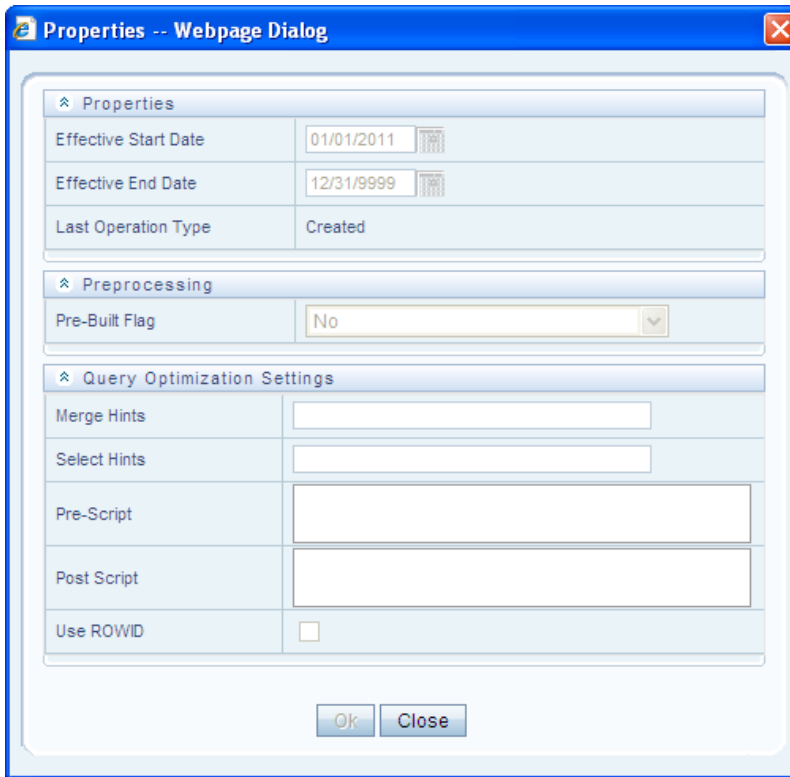 Properties -- Webpage Dialog
Properties
Effective Start Date 01/01/2011
Effective End Date 12/31/9999
Last Operation Type Created
Preprocessing
Pre-Built Flag No
Query Optimization Settings
Merge Hints
Select Hints
Pre-Script
Post Script
Use ROWID
Ok Close